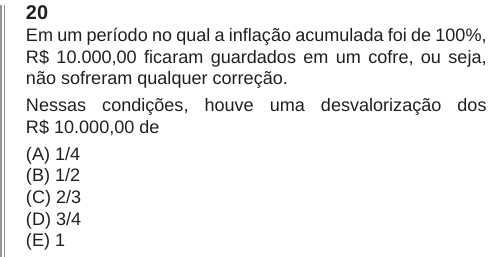 20
Em um período no qual a inflação acumulada foi de 100%,
R$ 10.000,00 ficaram guardados em um cofre, ou seja,
não sofreram qualquer correção.
Nessas condições, houve uma desvalorização dos
R$ 10.000,00 de
(A) 1/4
(B) 1/2
(C) 2/3
(D) 3/4
(E) 1